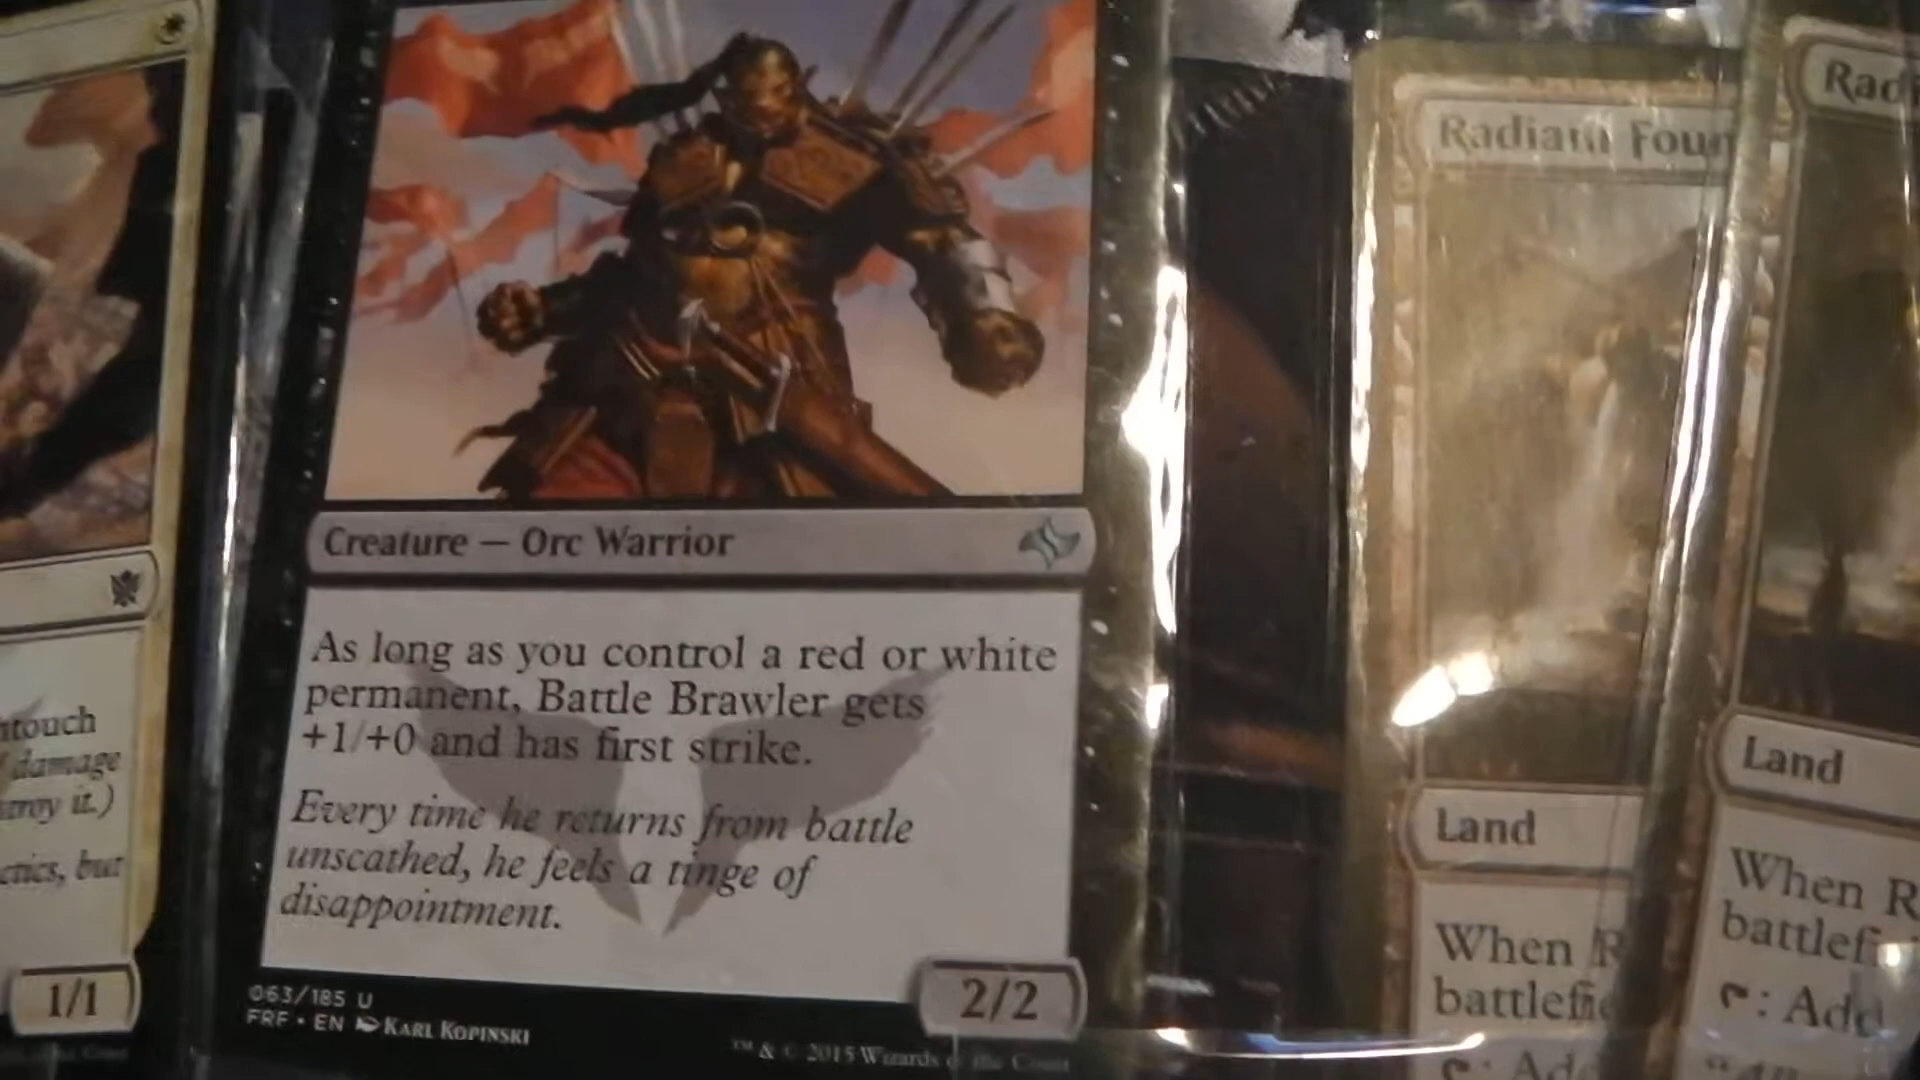 ntouch
damage
troy it.)
ctics, but
1/1
Creature — Orc Warrior
As long as you control a red or white
permanent, Battle Brawler gets
+1/+0 and has first strike.
Every time he returns from battle
unscathed, he feels a tinge of
disappointment.
2/2
063/185 U
FRF • EN KARL KOPINSKI
™ & © 2015 Wizards of the Coast
Radiant Foun
Land
When R
battlefie
: Add
Rad
Land
When R
battlefi
: Add